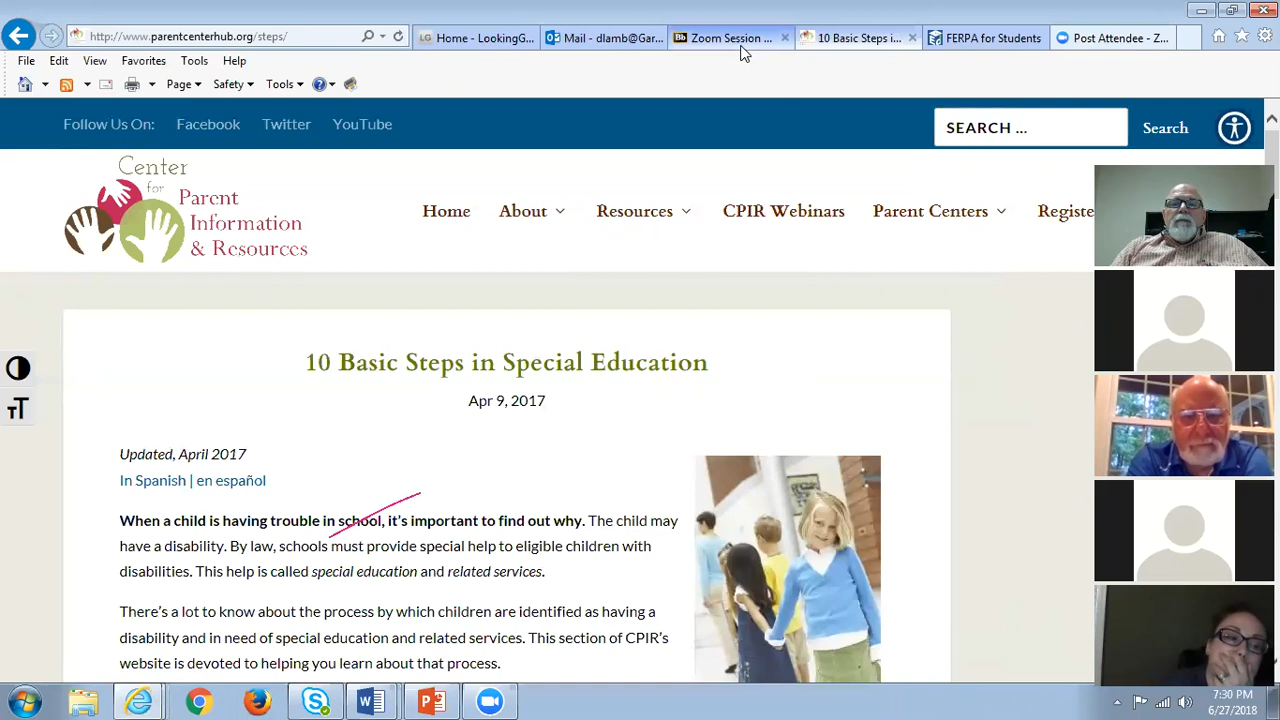 http://www.parentcenterhub.org/steps/
LG Home - LookingG...
Mail - dlamb@Gar...
Bb Zoom Session ...
10 Basic Steps i...
FERPA for Students
Post Attendee - Z...
File Edit View Favorites Tools Help
Page Safety Tools
Follow Us On: Facebook Twitter YouTube
SEARCH ...
Search
Center
for
Parent
Information
& Resources
Home About Resources CPIR Webinars Parent Centers Registe
10 Basic Steps in Special Education
Apr 9, 2017
Updated, April 2017
In Spanish | en español
When a child is having trouble in school, it’s important to find out why. The child may
have a disability. By law, schools must provide special help to eligible children with
disabilities. This help is called special education and related services.
There’s a lot to know about the process by which children are identified as having a
disability and in need of special education and related services. This section of CPIR’s
website is devoted to helping you learn about that process.
7:30 PM
6/27/2018